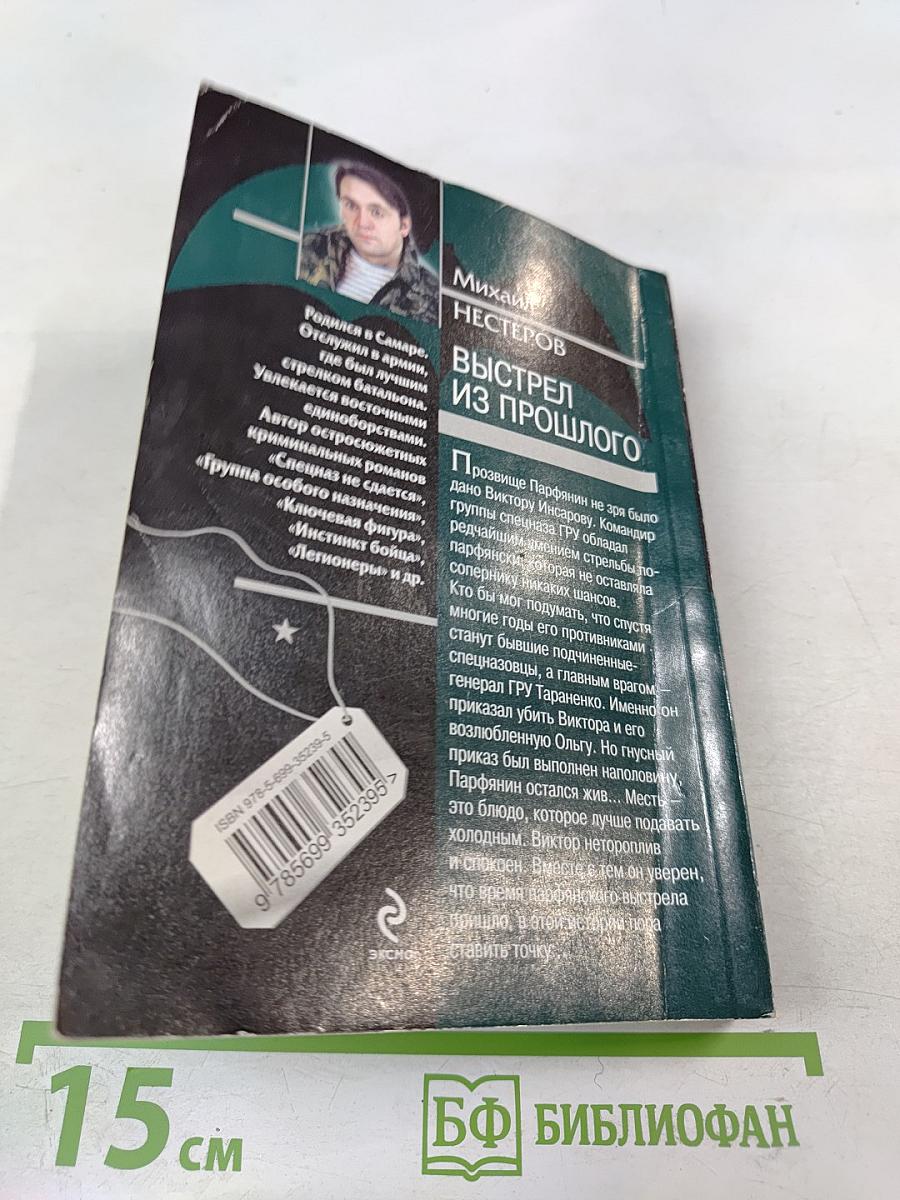 Родился в Самаре.
Отслужил в армии,
где был лучшим
стрелком батальона.
Увлекается восточными
единоборствами.
Автор остросюжетных
криминальных романов
«Спецназ не сдается»,
«Группа особого назначения»,
«Ключевая фигура»,
«Инстинкт бойца»,
«Легионеры» и др.
ISBN 978-5-699-35239-5
9 785699 352395 >
ЭКСМО
Михаил
НЕСТЕРОВ
ВЫСТРЕЛ
ИЗ ПРОШЛОГО
Прозвище Парфянин не зря было
дано Виктору Инсарову. Командир
группы спецназа ГРУ обладал
редчайшим умением стрельбы по-
парфянски, которая не оставляла
сопернику никаких шансов.
Кто бы мог подумать, что спустя
многие годы его противниками
станут бывшие подчиненные-
спецназовцы, а главным врагом –
генерал ГРУ Тараненко. Именно он
приказал убить Виктора и его
возлюбленную Ольгу. Но гнусный
приказ был выполнен наполовину,
Парфянин остался жив... Месть –
это блюдо, которое лучше подавать
холодным. Виктор нетороплив
и спокоен. Вместе с тем он уверен,
что время парфянского выстрела
пришло, в этой истории пора
ставить точку...
15 см
БФ БИБЛИОФАН